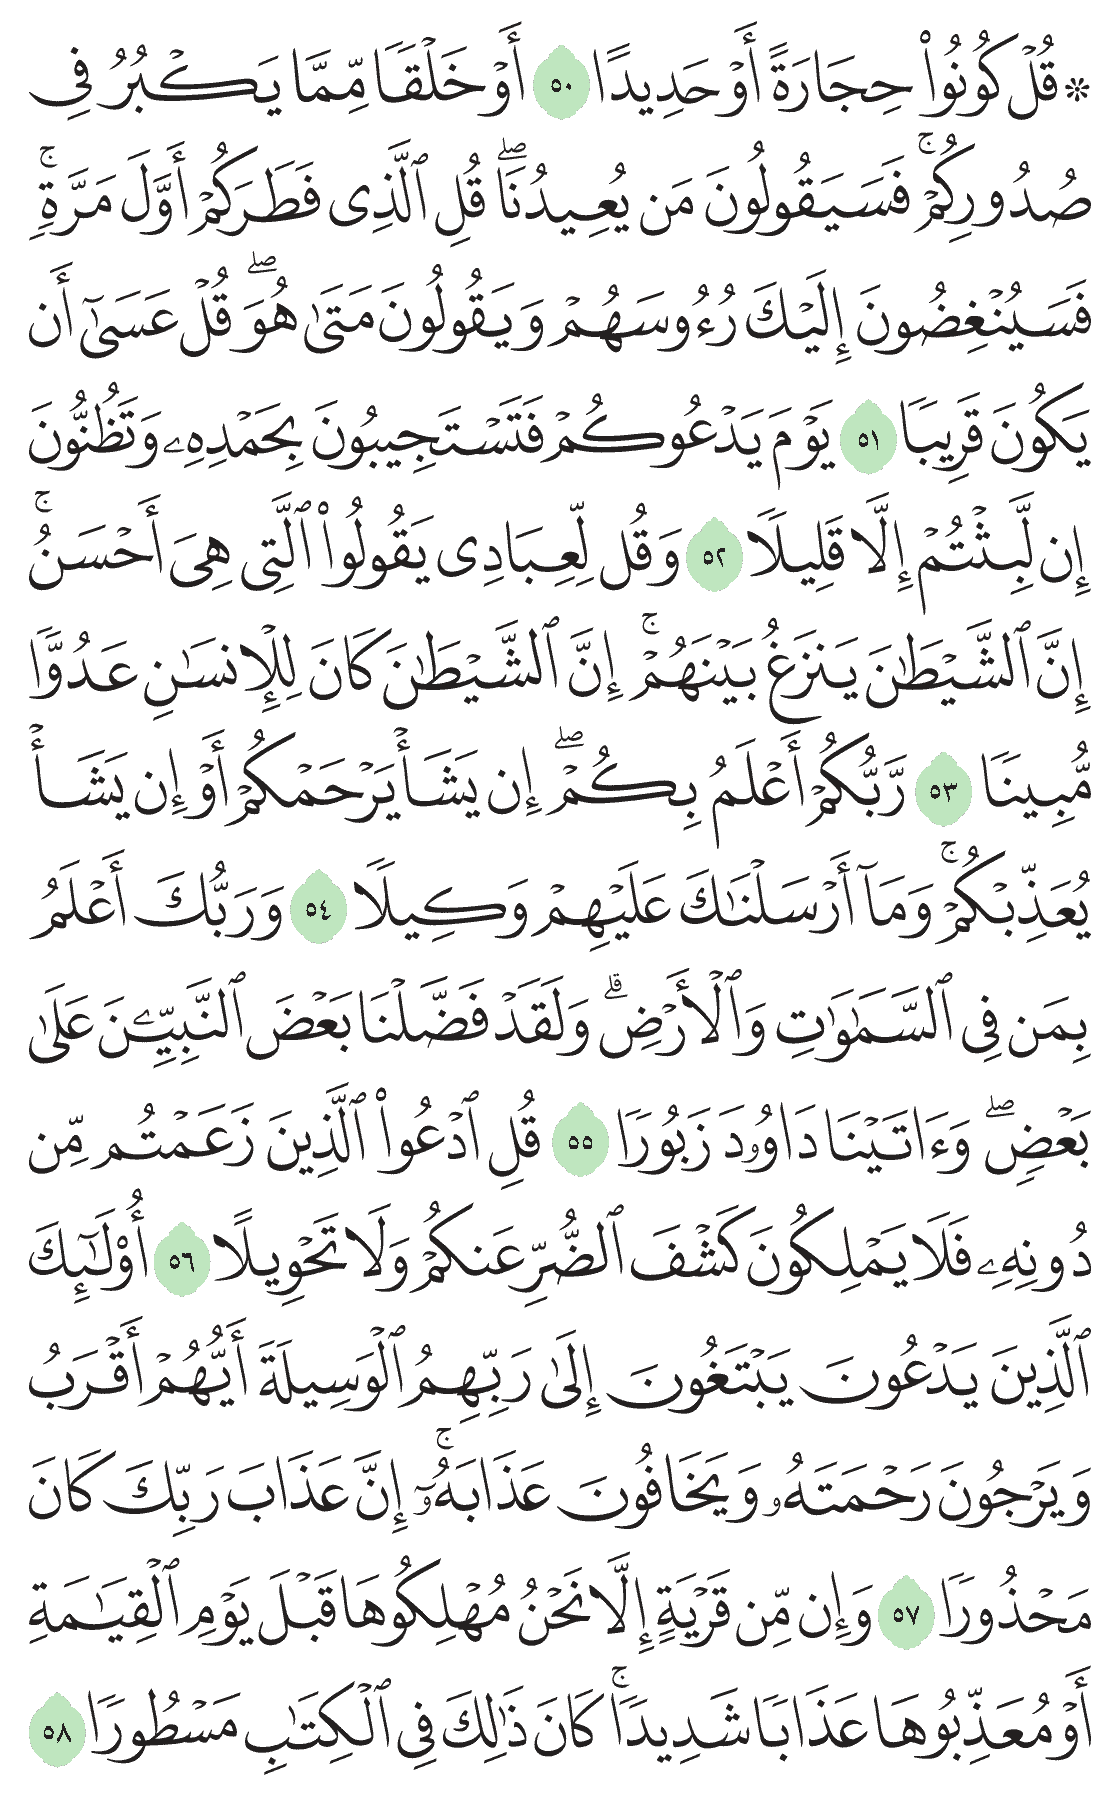 ۞ قُلْ كُونُوا۟ حِجَارَةً أَوْ حَدِيدًا ٥٠ أَوْ خَلْقًا مِّمَّا يَكْبُرُ فِى
صُدُورِكُمْ ۚ فَسَيَقُولُونَ مَن يُعِيدُنَا ۖ قُلِ ٱلَّذِى فَطَرَكُمْ أَوَّلَ مَرَّةٍ ۚ
فَسَيُنْغِضُونَ إِلَيْكَ رُءُوسَهُمْ وَيَقُولُونَ مَتَىٰ هُوَ ۖ قُلْ عَسَىٰٓ أَن
يَكُونَ قَرِيبًا ٥١ يَوْمَ يَدْعُوكُمْ فَتَسْتَجِيبُونَ بِحَمْدِهِۦ وَتَظُنُّونَ
إِن لَّبِثْتُمْ إِلَّا قَلِيلًا ٥٢ وَقُل لِّعِبَادِى يَقُولُوا۟ ٱلَّتِى هِىَ أَحْسَنُ ۚ
إِنَّ ٱلشَّيْطَٰنَ يَنزَغُ بَيْنَهُمْ ۚ إِنَّ ٱلشَّيْطَٰنَ كَانَ لِلْإِنسَٰنِ عَدُوًّا
مُّبِينًا ٥٣ رَّبُّكُمْ أَعْلَمُ بِكُمْ ۖ إِن يَشَأْ يَرْحَمْكُمْ أَوْ إِن يَشَأْ
يُعَذِّبْكُمْ ۚ وَمَآ أَرْسَلْنَٰكَ عَلَيْهِمْ وَكِيلًا ٥٤ وَرَبُّكَ أَعْلَمُ
بِمَن فِى ٱلسَّمَٰوَٰتِ وَٱلْأَرْضِ ۗ وَلَقَدْ فَضَّلْنَا بَعْضَ ٱلنَّبِيِّـۧنَ عَلَىٰ
بَعْضٍ ۖ وَءَاتَيْنَا دَاوُۥدَ زَبُورًا ٥٥ قُلِ ٱدْعُوا۟ ٱلَّذِينَ زَعَمْتُم مِّن
دُونِهِۦ فَلَا يَمْلِكُونَ كَشْفَ ٱلضُّرِّ عَنكُمْ وَلَا تَحْوِيلًا ٥٦ أُو۟لَٰٓئِكَ
ٱلَّذِينَ يَدْعُونَ يَبْتَغُونَ إِلَىٰ رَبِّهِمُ ٱلْوَسِيلَةَ أَيُّهُمْ أَقْرَبُ
وَيَرْجُونَ رَحْمَتَهُۥ وَيَخَافُونَ عَذَابَهُۥٓ ۚ إِنَّ عَذَابَ رَبِّكَ كَانَ
مَحْذُورًا ٥٧ وَإِن مِّن قَرْيَةٍ إِلَّا نَحْنُ مُهْلِكُوهَا قَبْلَ يَوْمِ ٱلْقِيَٰمَةِ
أَوْ مُعَذِّبُوهَا عَذَابًا شَدِيدًا ۚ كَانَ ذَٰلِكَ فِى ٱلْكِتَٰبِ مَسْطُورًا ٥٨